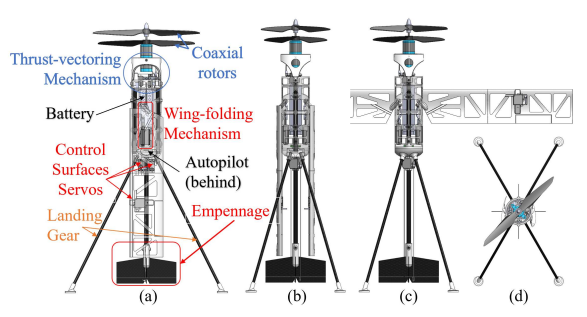 Thrust-vectoring
Mechanism
Coaxial
rotors
Battery
Wing-folding
Mechanism
Control
Surfaces
Servos
Autopilot
(behind)
Landing
Gear
Empennage
(a)
(b)
(c)
(d)